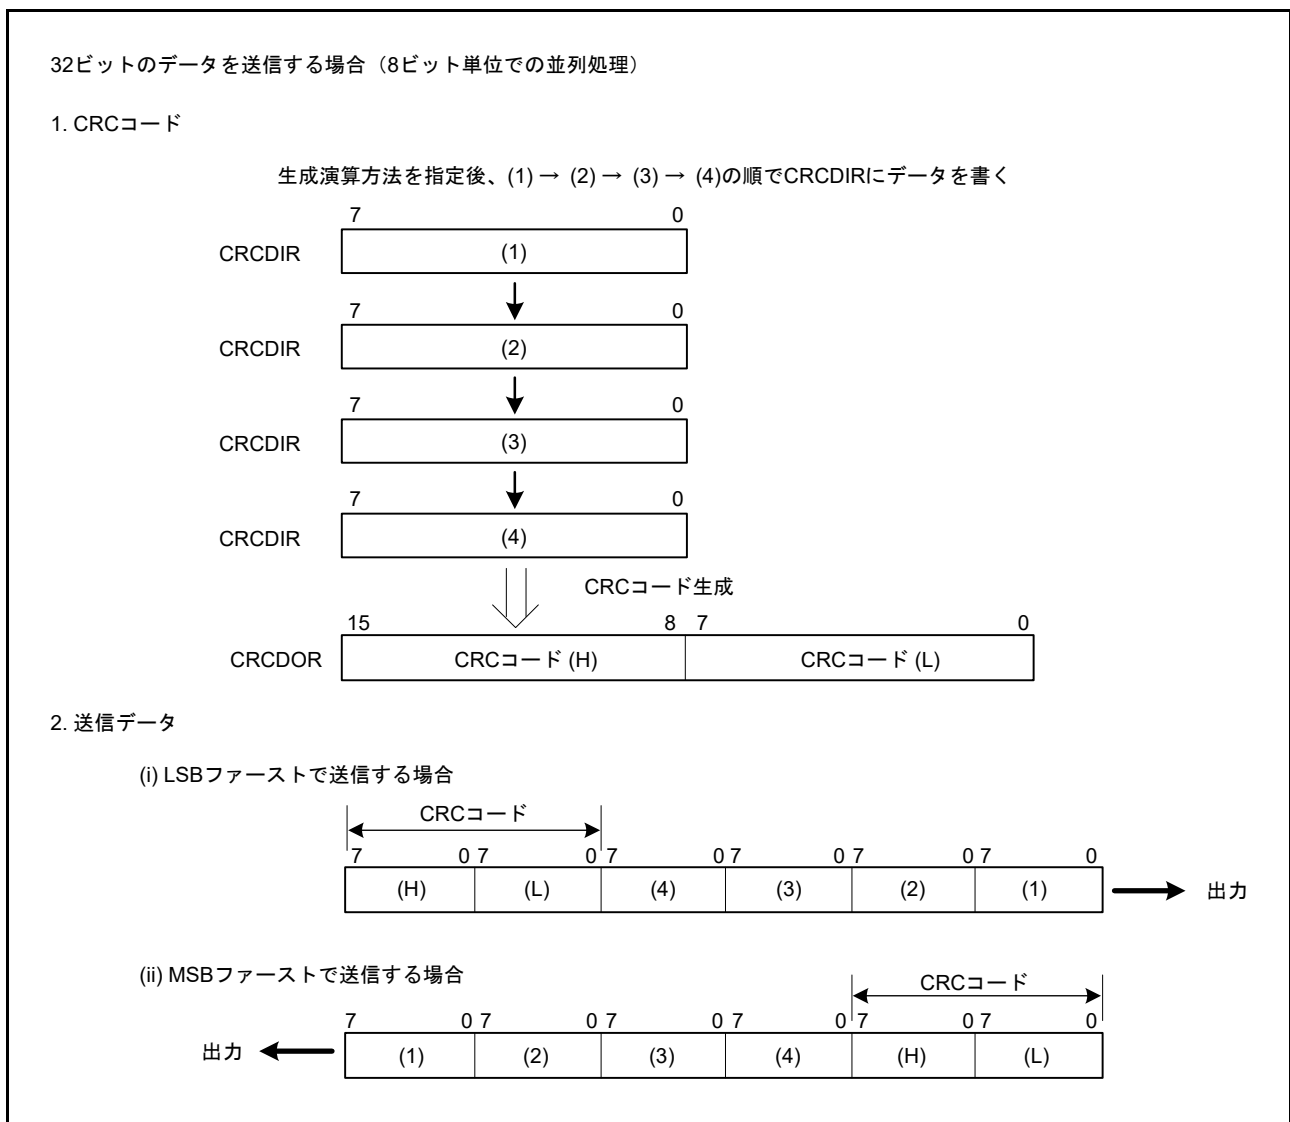 32ビットのデータを送信する場合（8ビット単位での並列処理）
1. CRCコード
生成演算方法を指定後、(1) → (2) → (3) → (4)の順でCRCDIRにデータを書く
7 0
CRCDIR (1)
7 0
CRCDIR (2)
7 0
CRCDIR (3)
7 0
CRCDIR (4)
CRCコード生成
15 8 7 0
CRCDOR CRCコード (H) CRCコード (L)
2. 送信データ
(i) LSBファーストで送信する場合
CRCコード
7 0 7 0 7 0 7 0 7 0 7 0
(H) (L) (4) (3) (2) (1) 出力
(ii) MSBファーストで送信する場合
CRCコード
7 0 7 0 7 0 7 0 7 0 7 0
出力 (1) (2) (3) (4) (H) (L)